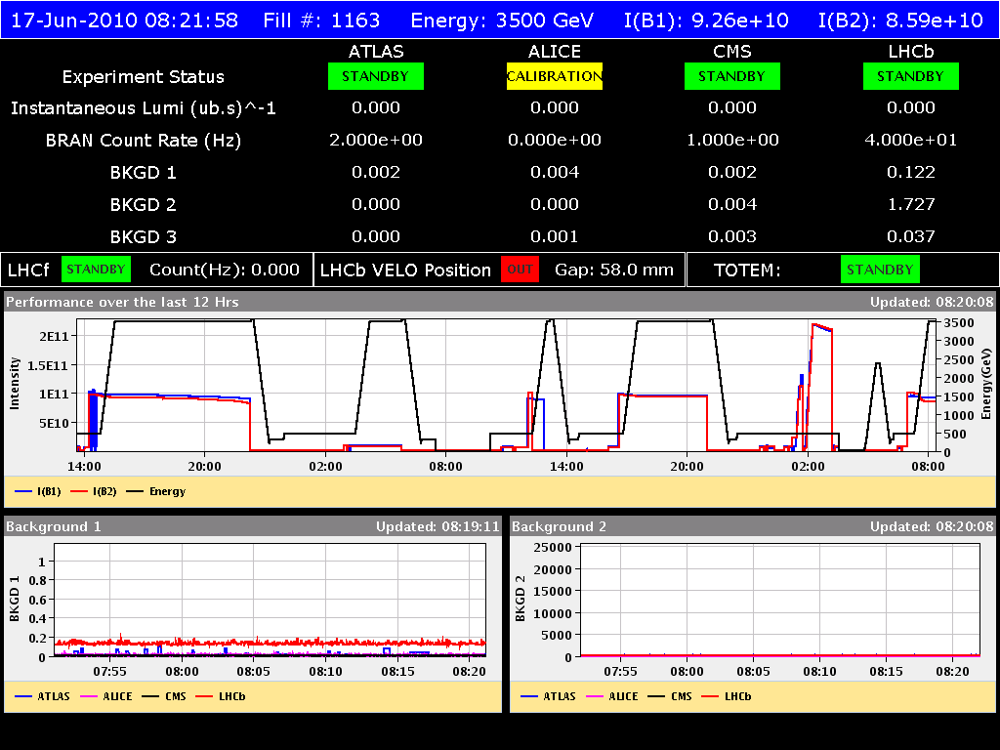 17-Jun-2010 08:21:58 Fill #: 1163 Energy: 3500 GeV I(B1): 9.26e+10 I(B2): 8.59e+10
ATLAS ALICE CMS LHCb
Experiment Status STANDBY CALIBRATION STANDBY STANDBY
Instantaneous Lumi (ub.s)^-1 0.000 0.000 0.000 0.000
BRAN Count Rate (Hz) 2.000e+00 0.000e+00 1.000e+00 4.000e+01
BKGD 1 0.002 0.004 0.002 0.122
BKGD 2 0.000 0.000 0.004 1.727
BKGD 3 0.000 0.001 0.003 0.037
LHCf STANDBY Count(Hz): 0.000 LHCb VELO Position OUT Gap: 58.0 mm TOTEM: STANDBY
Performance over the last 12 Hrs Updated: 08:20:08
Intensity
2E11
1.5E11
1E11
5E10
3500
3000
2500
2000
1500
1000
500
0
Energy(GeV)
14:00 20:00 02:00 08:00 14:00 20:00 02:00 08:00
I(B1) I(B2) Energy
Background 1 Updated: 08:19:11
BKGD 1
1
0.8
0.6
0.4
0.2
0
07:55 08:00 08:05 08:10 08:15 08:20
ATLAS ALICE CMS LHCb
Background 2 Updated: 08:20:08
BKGD 2
25000
20000
15000
10000
5000
0
07:55 08:00 08:05 08:10 08:15 08:20
ATLAS ALICE CMS LHCb